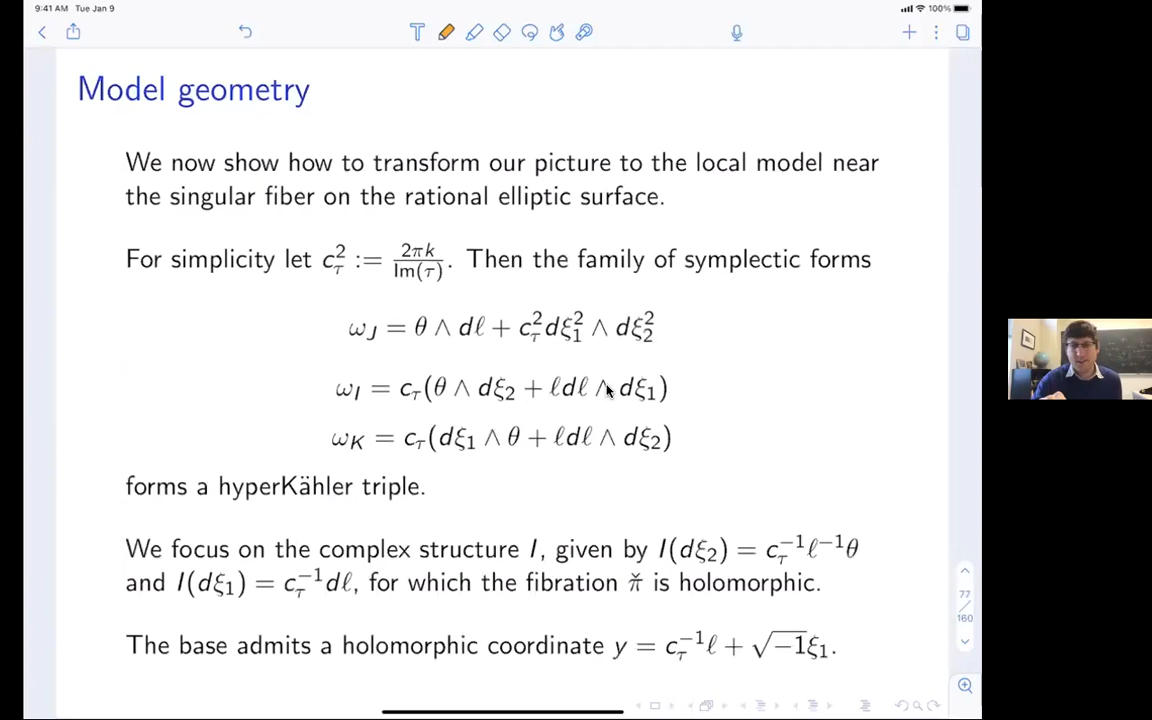 9:41 AM Tue Jan 9
100%
Model geometry
We now show how to transform our picture to the local model near
the singular fiber on the rational elliptic surface.
For simplicity let c_τ^2 := 2πk/Im(τ). Then the family of symplectic forms
ω_J = θ ∧ dℓ + c_τ^2 dξ_1^2 ∧ dξ_2^2
ω_I = c_τ(θ ∧ dξ_2 + ℓdℓ ∧ dξ_1)
ω_K = c_τ(dξ_1 ∧ θ + ℓdℓ ∧ dξ_2)
forms a hyperKähler triple.
We focus on the complex structure I, given by I(dξ_2) = c_τ^{-1}ℓ^{-1}θ
and I(dξ_1) = c_τ^{-1}dℓ, for which the fibration π̌ is holomorphic.
The base admits a holomorphic coordinate y = c_τ^{-1}ℓ + √-1ξ_1.
77
/
160